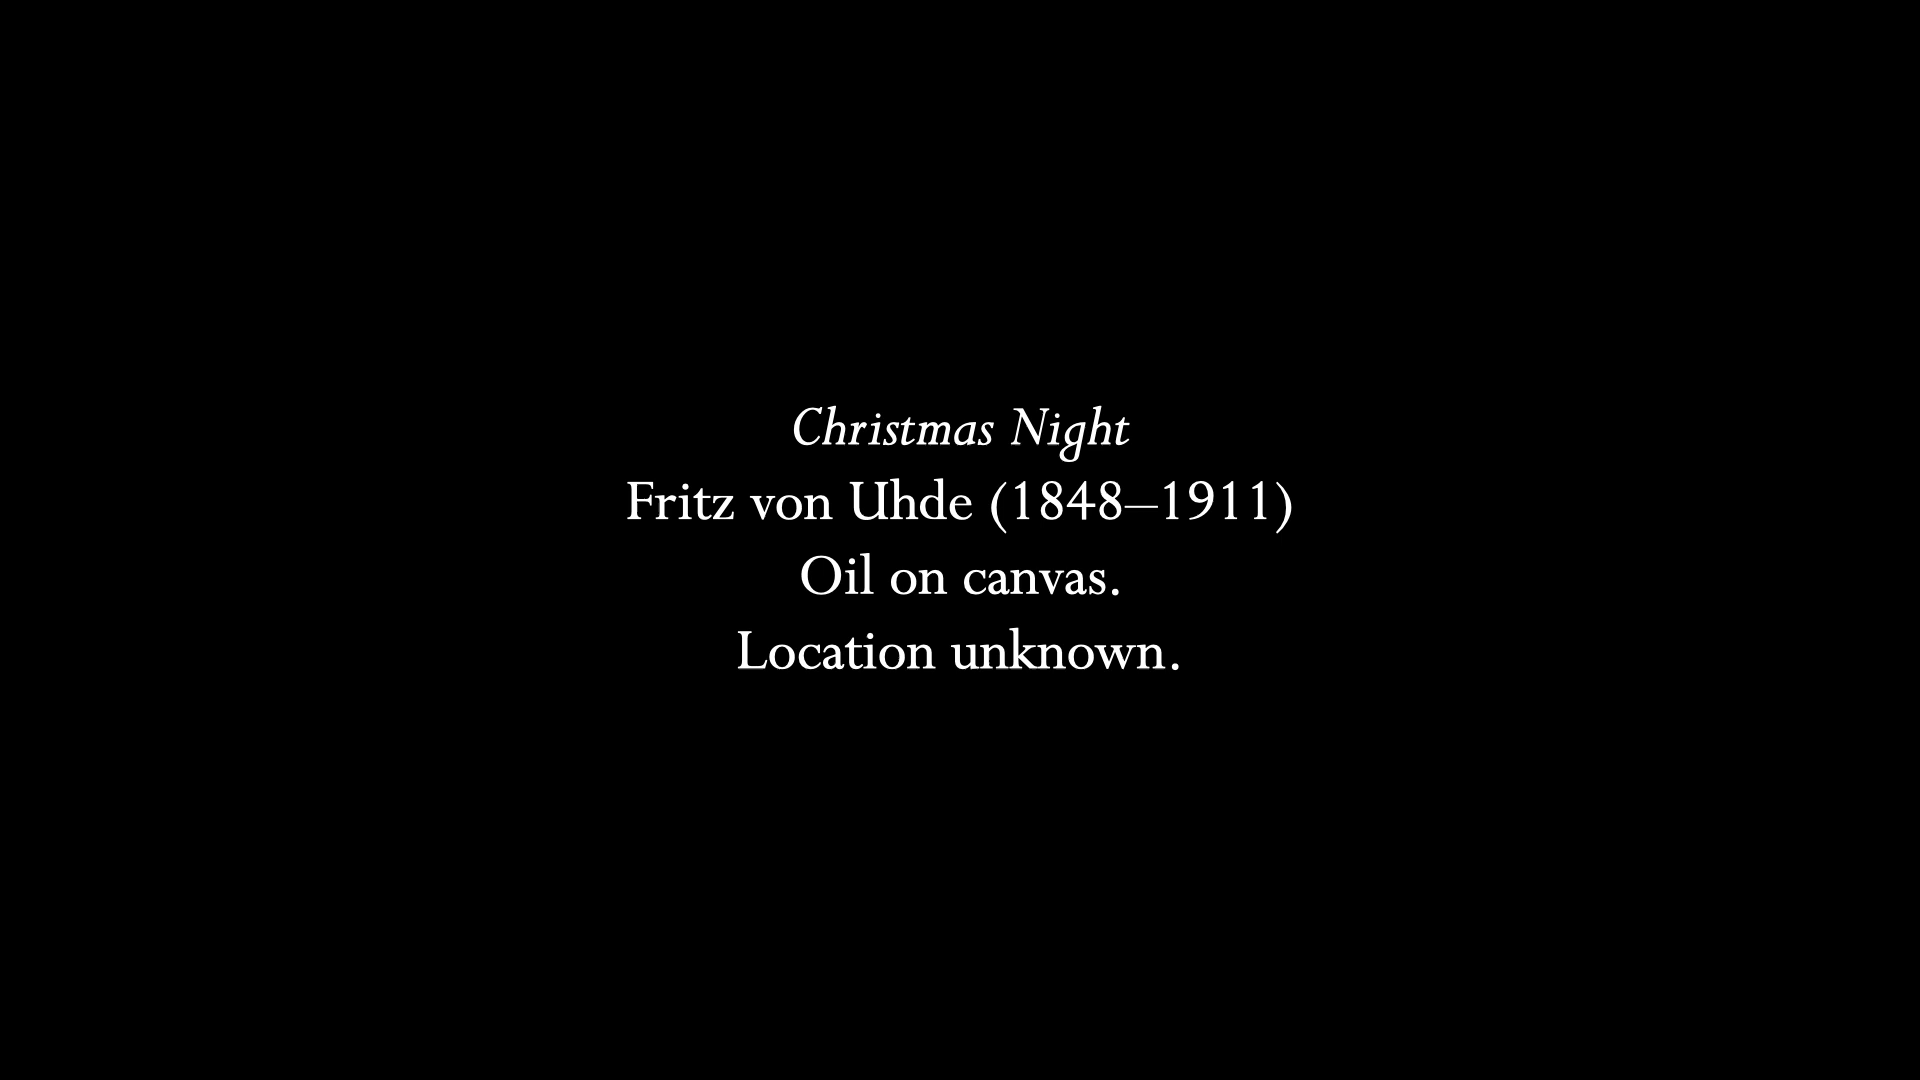 Christmas Night
Fritz von Uhde (1848–1911)
Oil on canvas.
Location unknown.